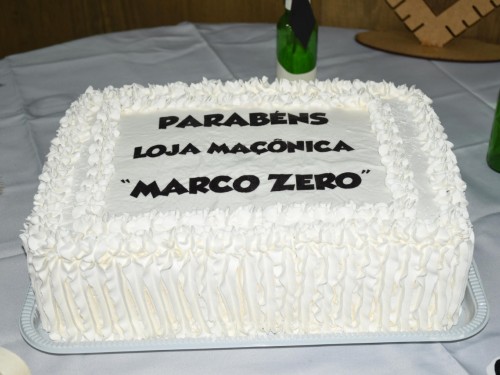 PARABÉNS
LOJA MAÇÔNICA
"MARCO ZERO"